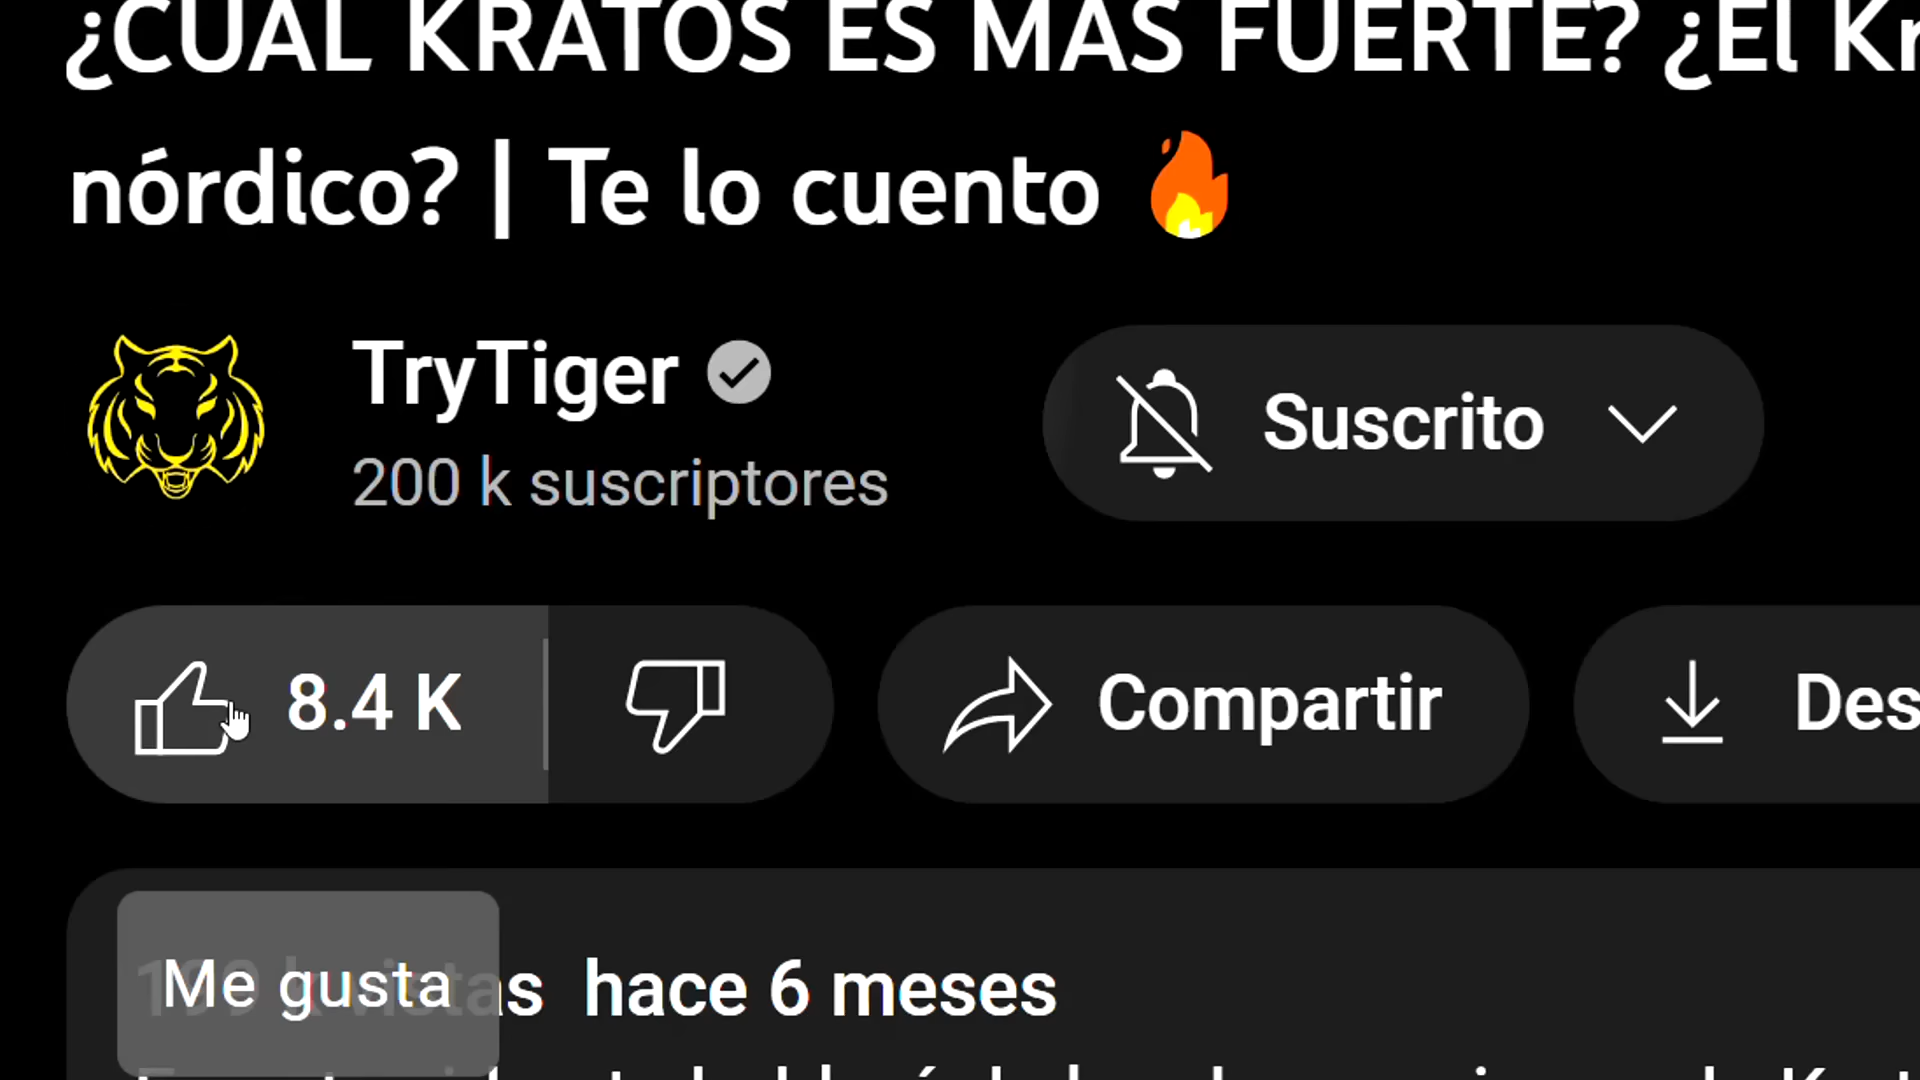 ¿CUAL KRATOS ES MAS FUERTE? ¿El Kr
nórdico? | Te lo cuento
TryTiger
200 k suscriptores
Suscrito
8.4 K
Compartir
Des
Me gusta
hace 6 meses